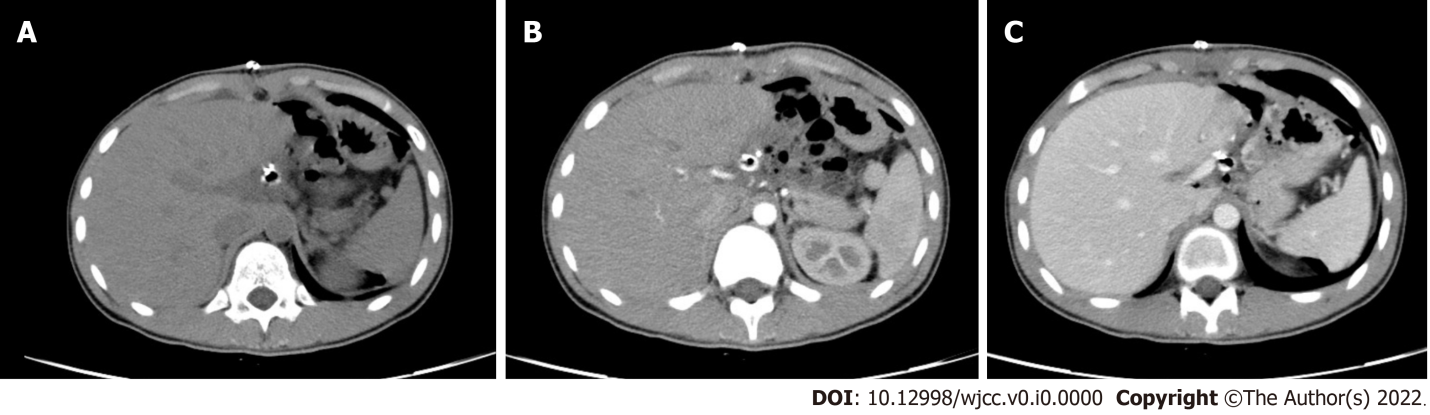 A
B
C
DOI: 10.12998/wjcc.v0.i0.0000 Copyright ©The Author(s) 2022.